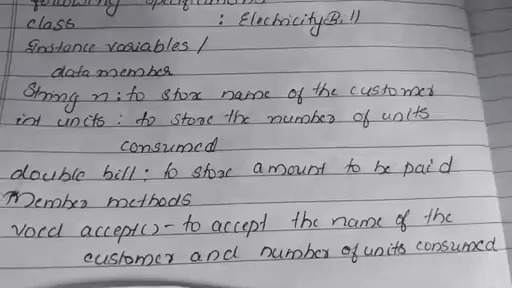 following specifications
class : ElectricityBill
Instance variables /
data member
String n : to store name of the customer
int units : to store the number of units
consumed
double bill : to store amount to be paid
Member methods
void accept() - to accept the name of the
customer and number of units consumed